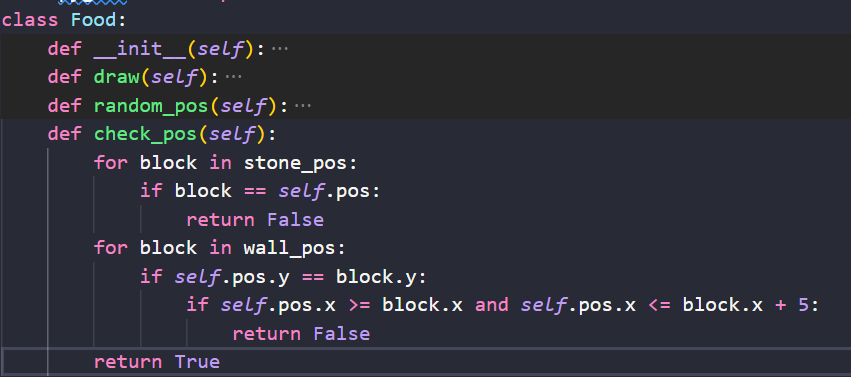 class Food:
    def __init__(self):···
    def draw(self):···
    def random_pos(self):···
    def check_pos(self):
        for block in stone_pos:
            if block == self.pos:
                return False
        for block in wall_pos:
            if self.pos.y == block.y:
                if self.pos.x >= block.x and self.pos.x <= block.x + 5:
                    return False
        return True